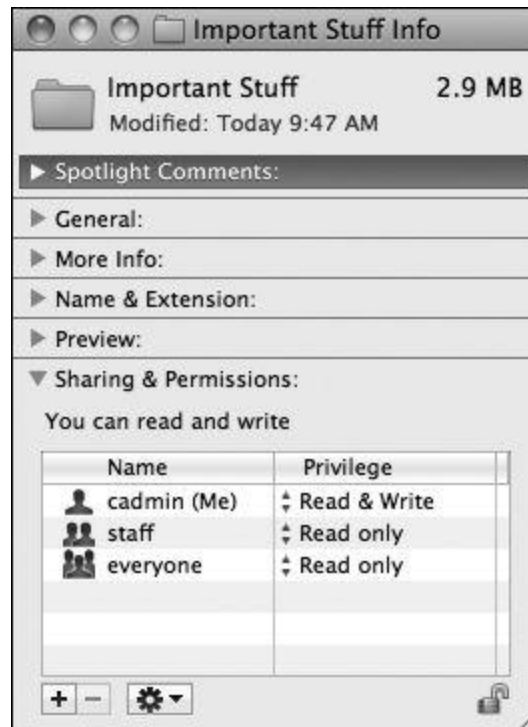 Important Stuff Info
Important Stuff 2.9 MB
Modified: Today 9:47 AM
Spotlight Comments:
General:
More Info:
Name & Extension:
Preview:
Sharing & Permissions:
You can read and write
Name Privilege
cadmin (Me) Read & Write
staff Read only
everyone Read only